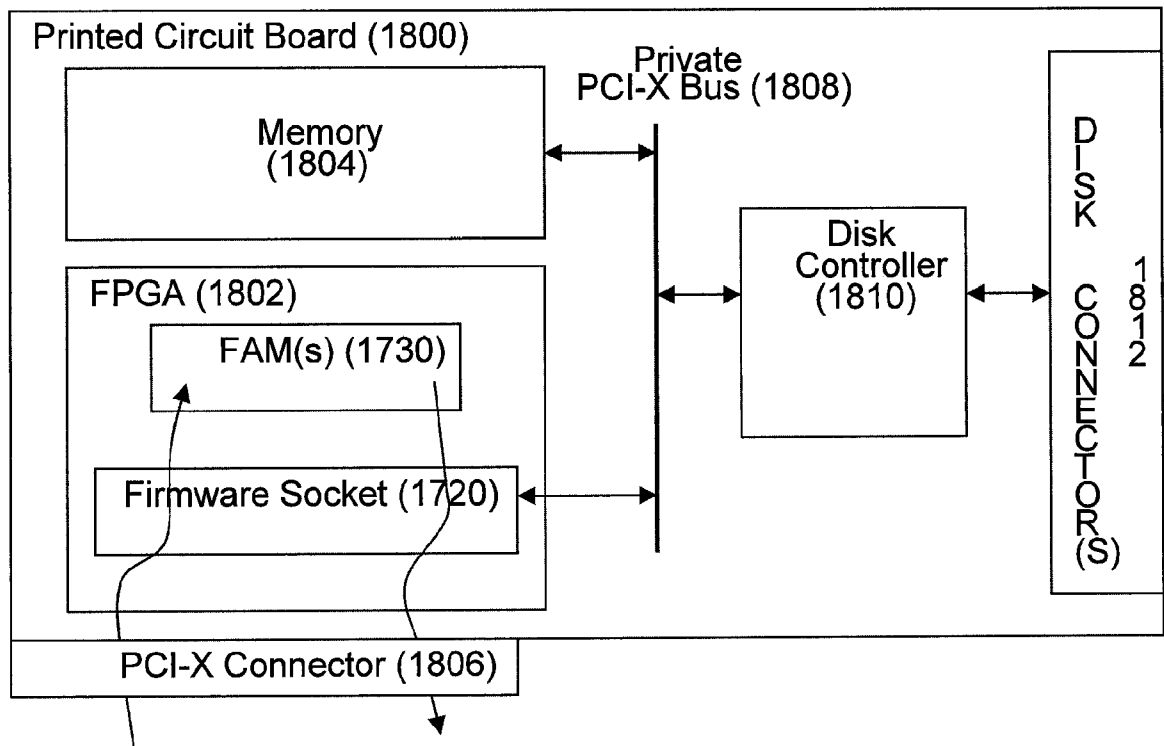 Printed Circuit Board (1800)
Private
PCI-X Bus (1808)
Memory
(1804)
FPGA (1802)
FAM(s) (1730)
Firmware Socket (1720)
Disk
Controller
(1810)
DISK CONNECTOR(S)
1812
PCI-X Connector (1806)